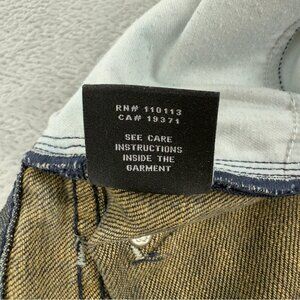 RN# 110113
CA# 19371
SEE CARE
INSTRUCTIONS
INSIDE THE
GARMENT